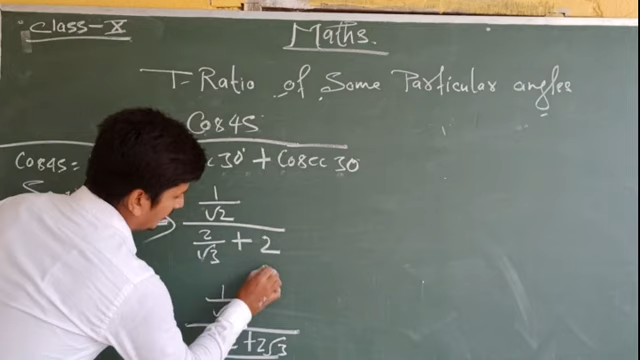 Class-X
Maths.
T-Ratio of Some Particular angles
Cos45
Cos45= c30° + Cosec 30
1
√2
2 + 2
√3
1
+2√3